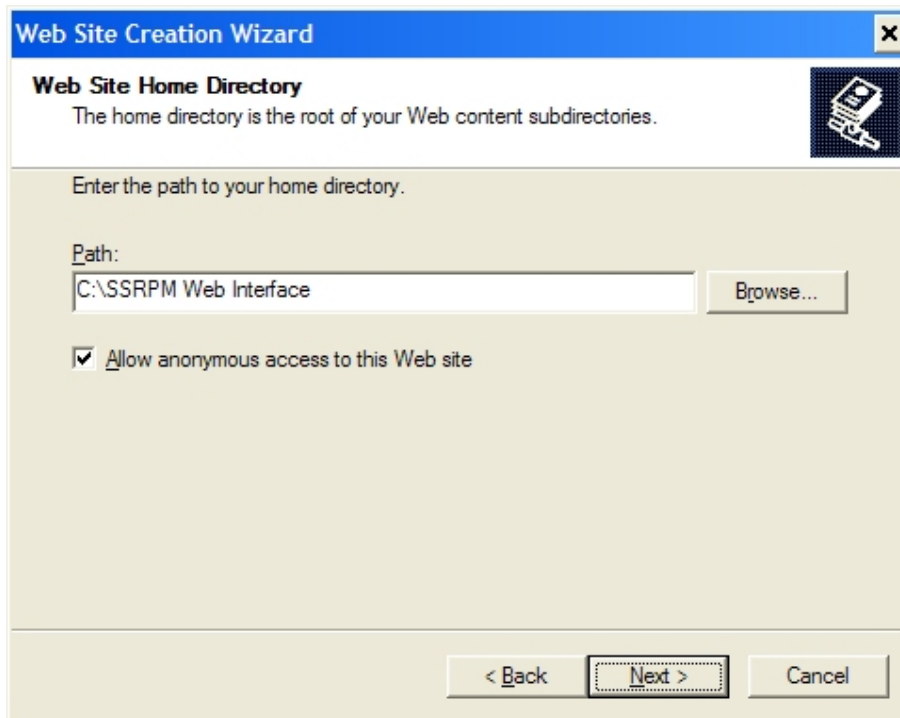 Web Site Creation Wizard
Web Site Home Directory
The home directory is the root of your Web content subdirectories.
Enter the path to your home directory.
Path:
C:\SSRPM Web Interface
Browse...
Allow anonymous access to this Web site
< Back
Next >
Cancel